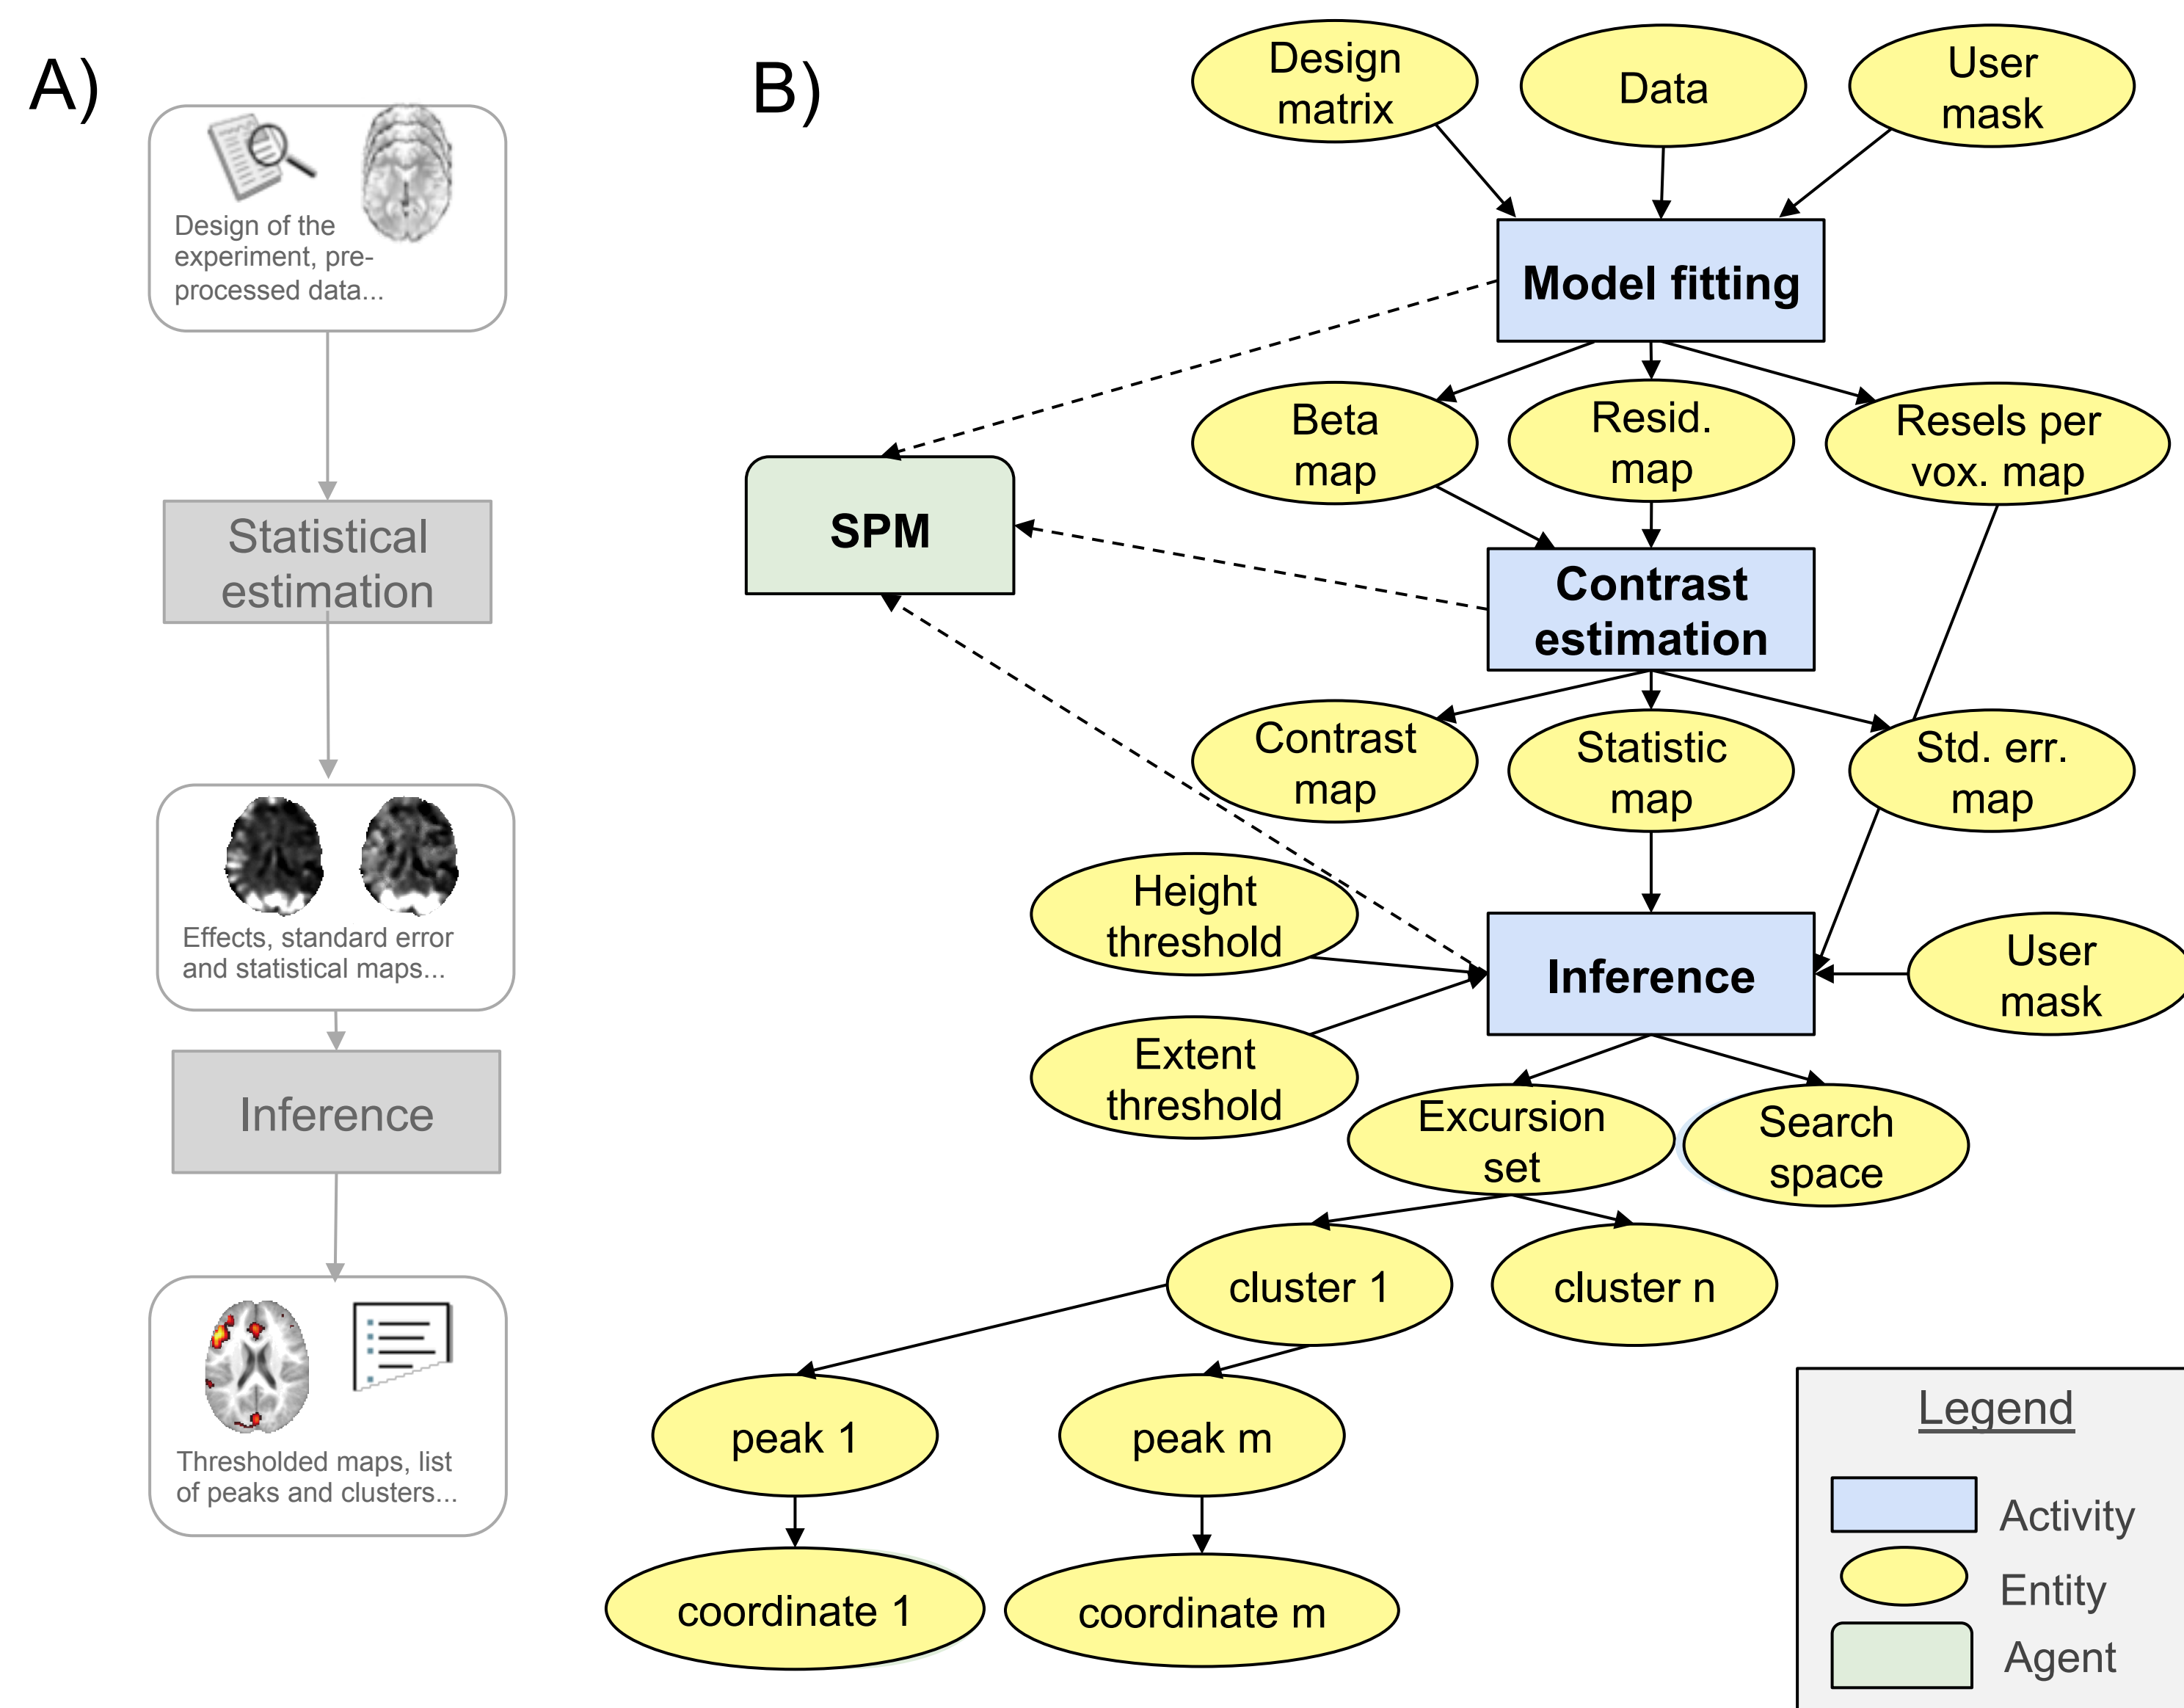 A)
Design of the
experiment, pre-
processed data...
Statistical
estimation
Effects, standard error
and statistical maps...
Inference
Thresholded maps, list
of peaks and clusters...
B)
Design
matrix
Data
User
mask
Model fitting
Beta
map
Resid.
map
Resels per
vox. map
SPM
Contrast
estimation
Contrast
map
Statistic
map
Std. err.
map
Height
threshold
Inference
User
mask
Extent
threshold
Excursion
set
Search
space
cluster 1
cluster n
peak 1
peak m
coordinate 1
coordinate m
Legend
Activity
Entity
Agent